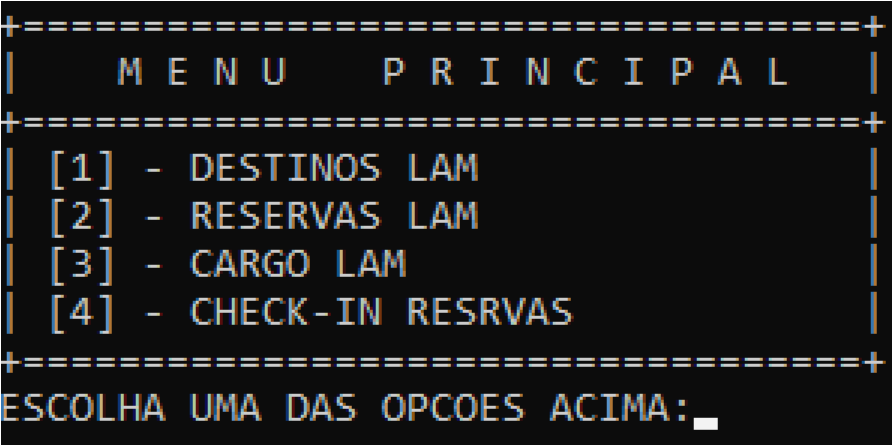 +===================================+
|    M E N U    P R I N C I P A L   |
+===================================+
| [1] - DESTINOS LAM                |
| [2] - RESERVAS LAM                |
| [3] - CARGO LAM                   |
| [4] - CHECK-IN RESRVAS            |
+===================================+
ESCOLHA UMA DAS OPCOES ACIMA:_